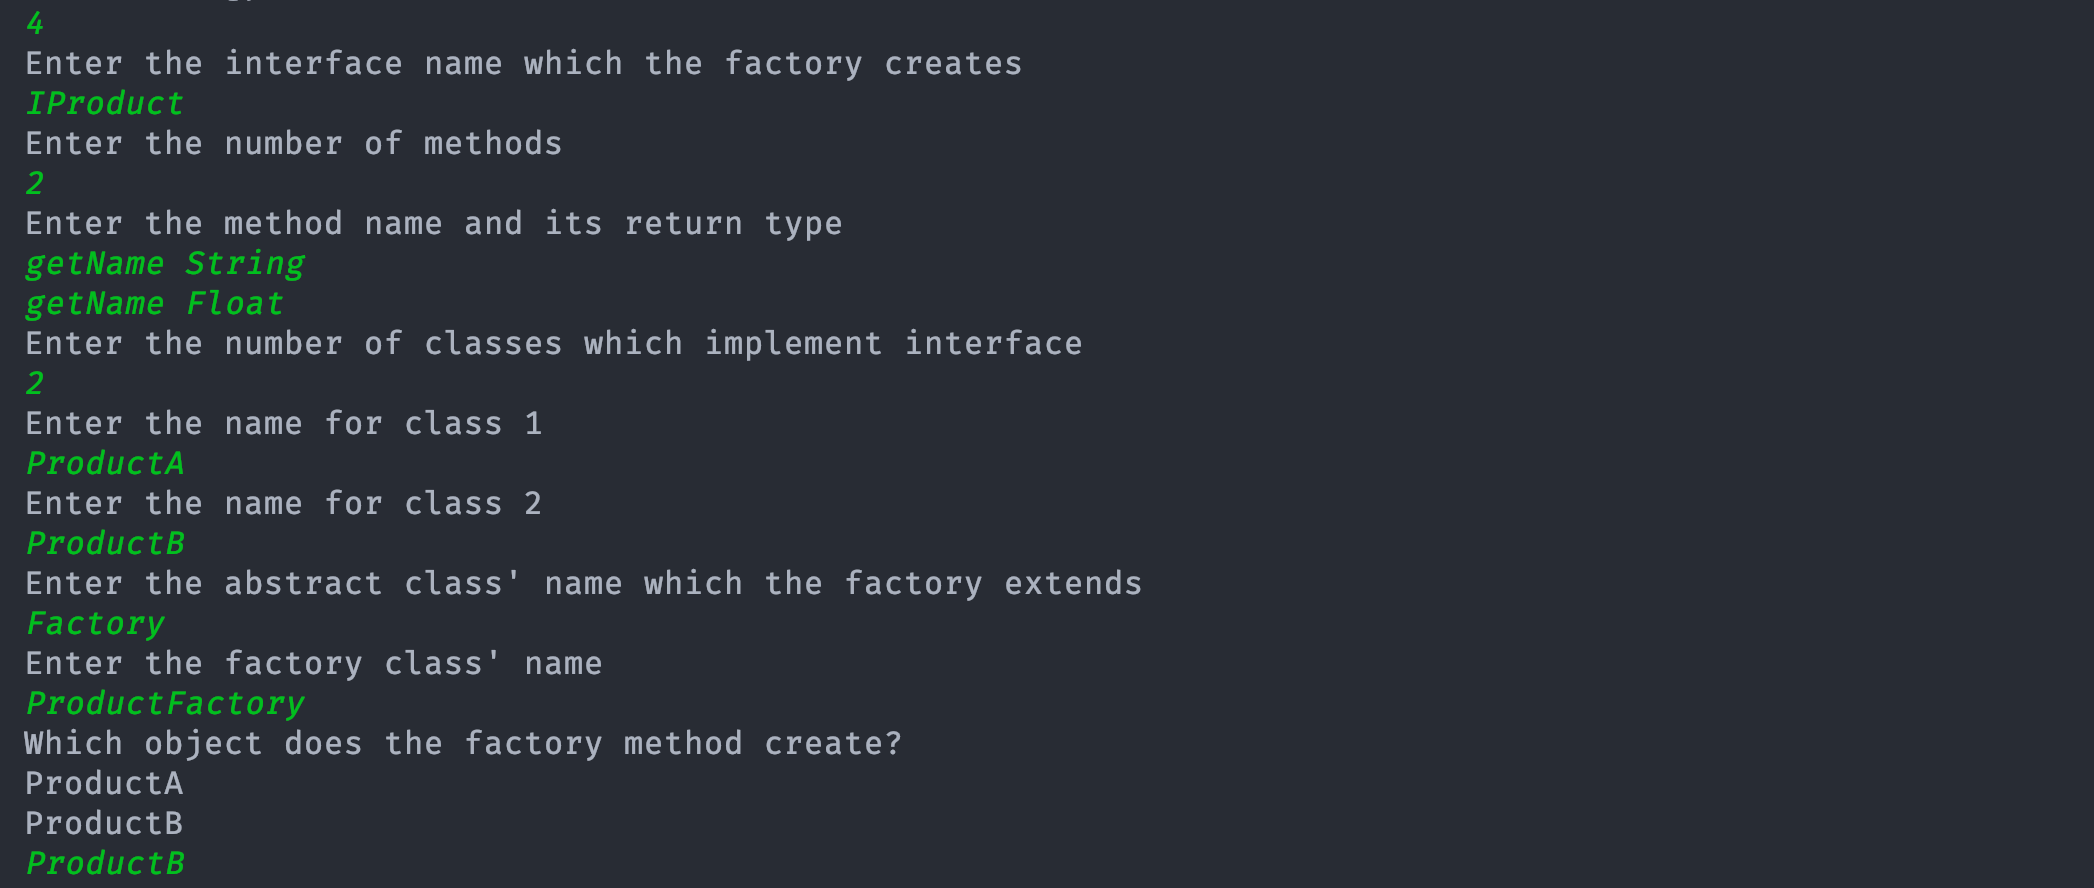 4
Enter the interface name which the factory creates
IProduct
Enter the number of methods
2
Enter the method name and its return type
getName String
getName Float
Enter the number of classes which implement interface
2
Enter the name for class 1
ProductA
Enter the name for class 2
ProductB
Enter the abstract class' name which the factory extends
Factory
Enter the factory class' name
ProductFactory
Which object does the factory method create?
ProductA
ProductB
ProductB